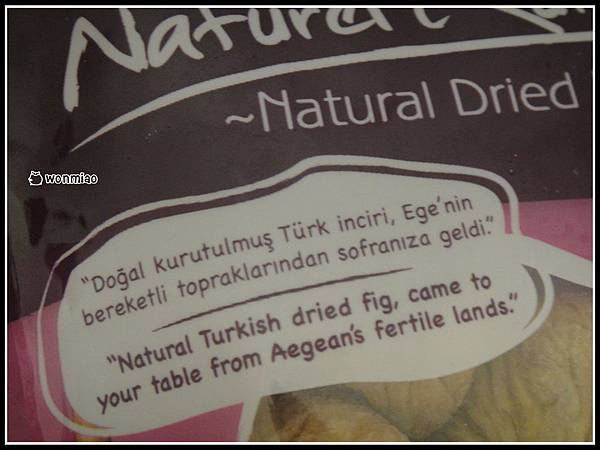 Natural
~Natural Dried
wonmiao
"Doğal kurutulmuş Türk inciri, Ege'nin
bereketli topraklarından sofranıza geldi."
"Natural Turkish dried fig, came to
your table from Aegean's fertile lands."